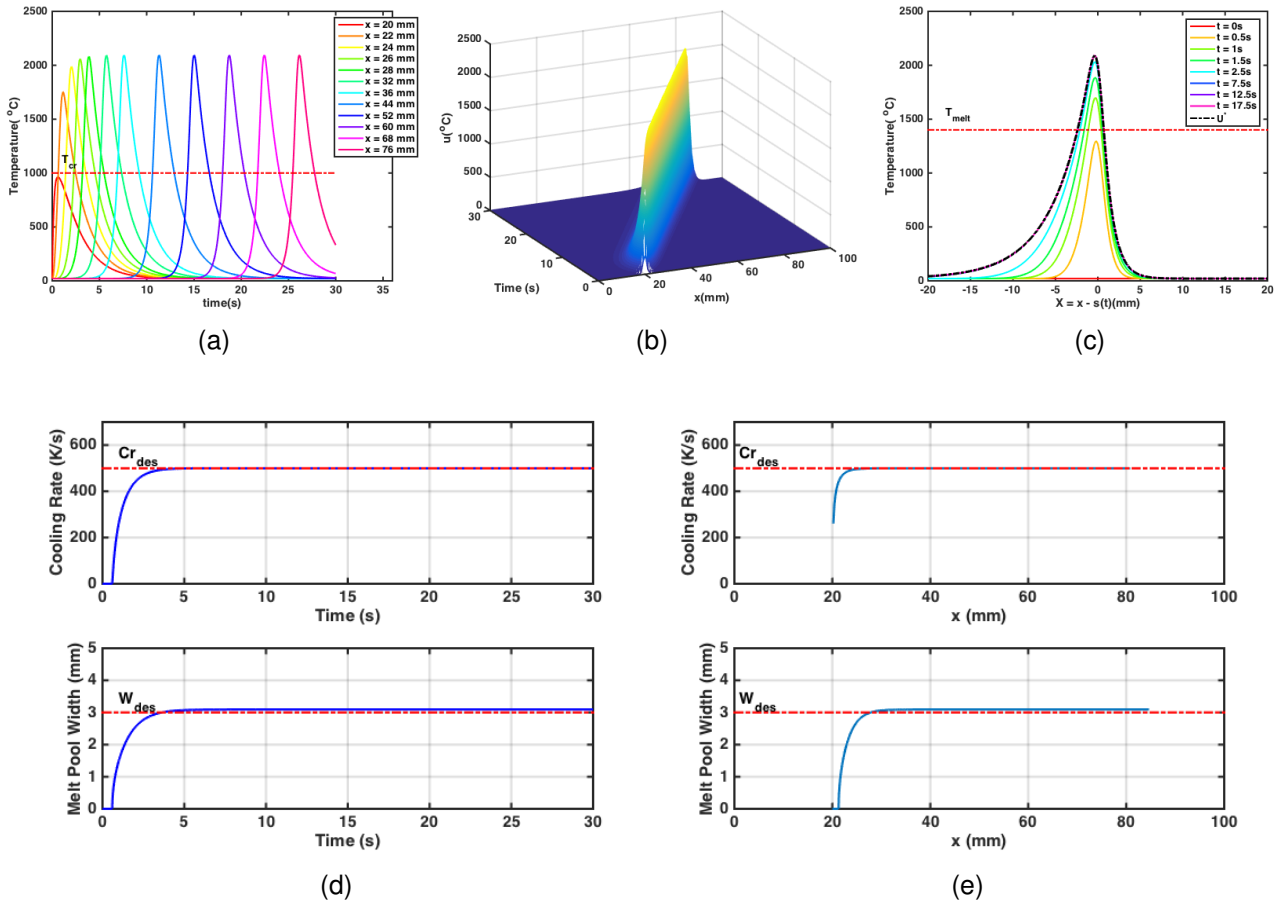 2500
2000
1500
1000
500
0
Temperature( °C)
T_cr
0 5 10 15 20 25 30 35
time(s)
x = 20 mm
x = 22 mm
x = 24 mm
x = 26 mm
x = 28 mm
x = 32 mm
x = 36 mm
x = 44 mm
x = 52 mm
x = 60 mm
x = 68 mm
x = 76 mm
(a)
2500
2000
1500
1000
500
0
u(°C)
30
20
10
0
Time (s)
0 20 40 60 80 100
x(mm)
(b)
2500
2000
1500
1000
500
0
Temperature( °C)
T_melt
-20 -15 -10 -5 0 5 10 15 20
X = x - s(t)(mm)
t = 0s
t = 0.5s
t = 1s
t = 1.5s
t = 2.5s
t = 7.5s
t = 12.5s
t = 17.5s
U*
(c)
600
400
200
0
Cooling Rate (K/s)
Cr_des
0 5 10 15 20 25 30
Time (s)
5
4
3
2
1
0
Melt Pool Width (mm)
W_des
0 5 10 15 20 25 30
Time (s)
(d)
600
400
200
0
Cooling Rate (K/s)
Cr_des
0 20 40 60 80 100
x (mm)
5
4
3
2
1
0
Melt Pool Width (mm)
W_des
0 20 40 60 80 100
x (mm)
(e)